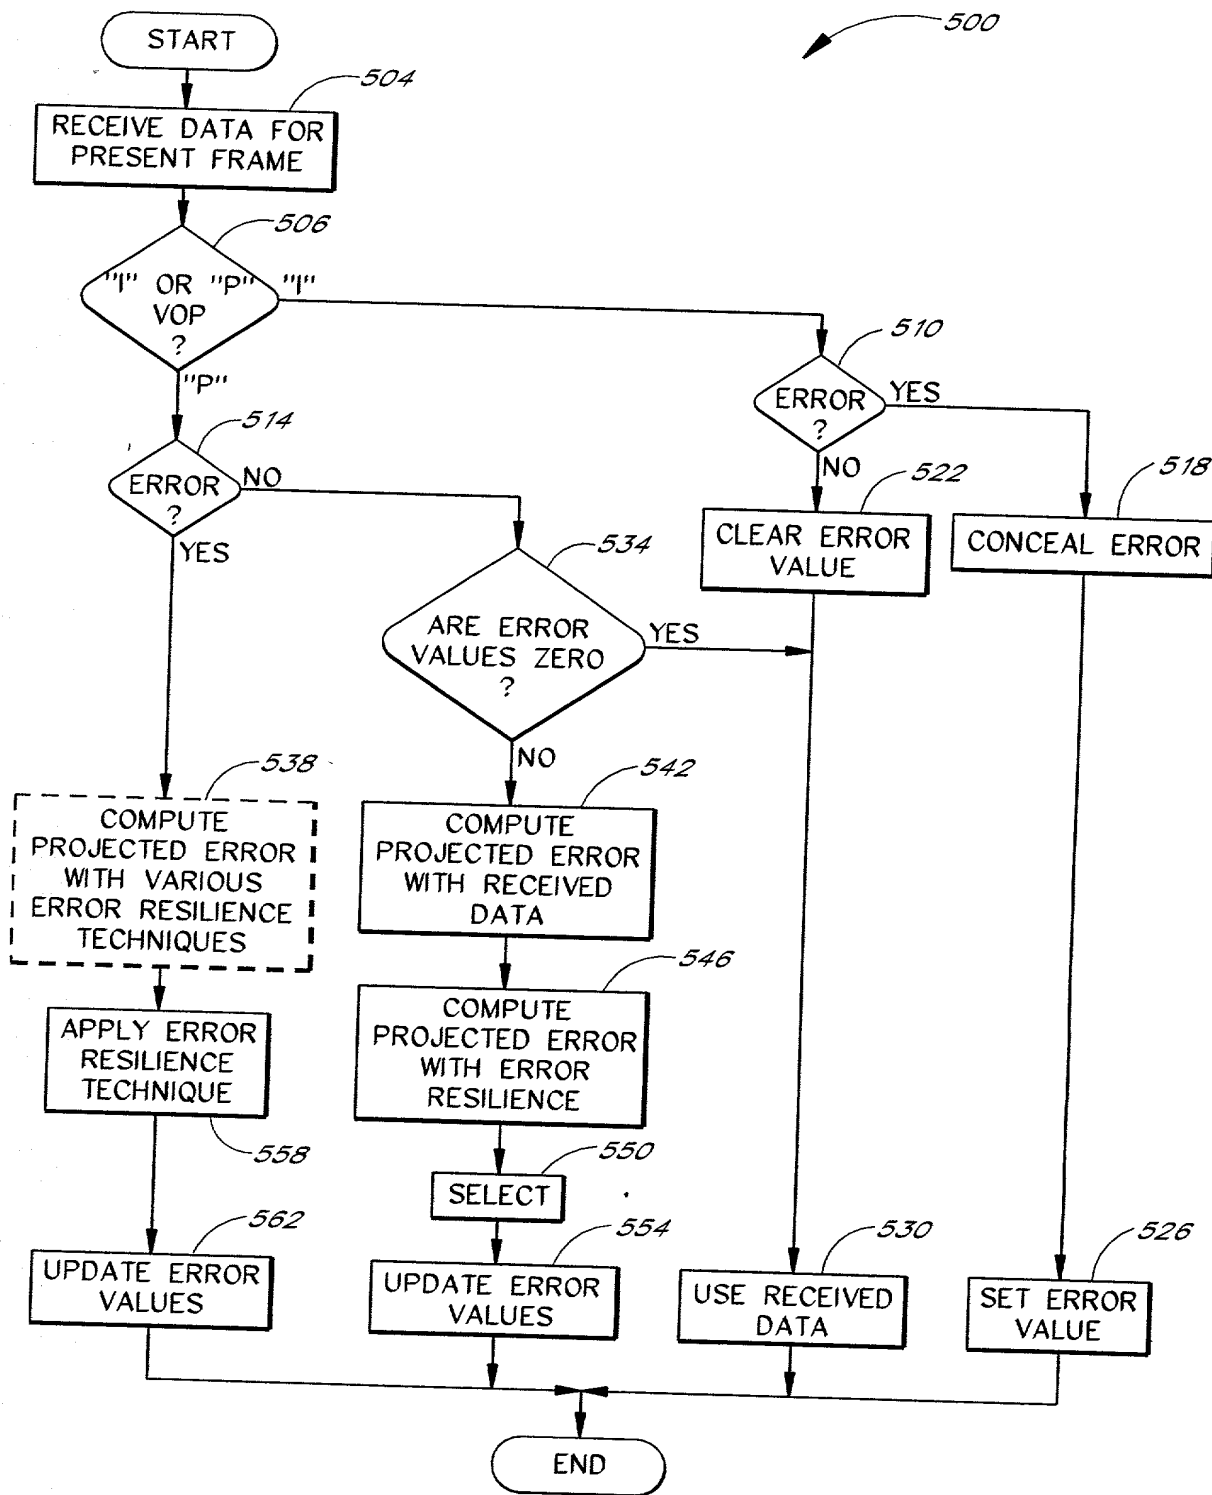 500
START
504
RECEIVE DATA FOR
PRESENT FRAME
506
"I" OR "P"
VOP
?
"I"
"P"
510
ERROR
?
YES
NO
514
ERROR
?
NO
YES
522
CLEAR ERROR
VALUE
518
CONCEAL ERROR
534
ARE ERROR
VALUES ZERO
?
YES
NO
538
COMPUTE
PROJECTED ERROR
WITH VARIOUS
ERROR RESILIENCE
TECHNIQUES
542
COMPUTE
PROJECTED ERROR
WITH RECEIVED
DATA
546
COMPUTE
PROJECTED ERROR
WITH ERROR
RESILIENCE
APPLY ERROR
RESILIENCE
TECHNIQUE
558
550
SELECT
562
UPDATE ERROR
VALUES
554
UPDATE ERROR
VALUES
530
USE RECEIVED
DATA
526
SET ERROR
VALUE
END